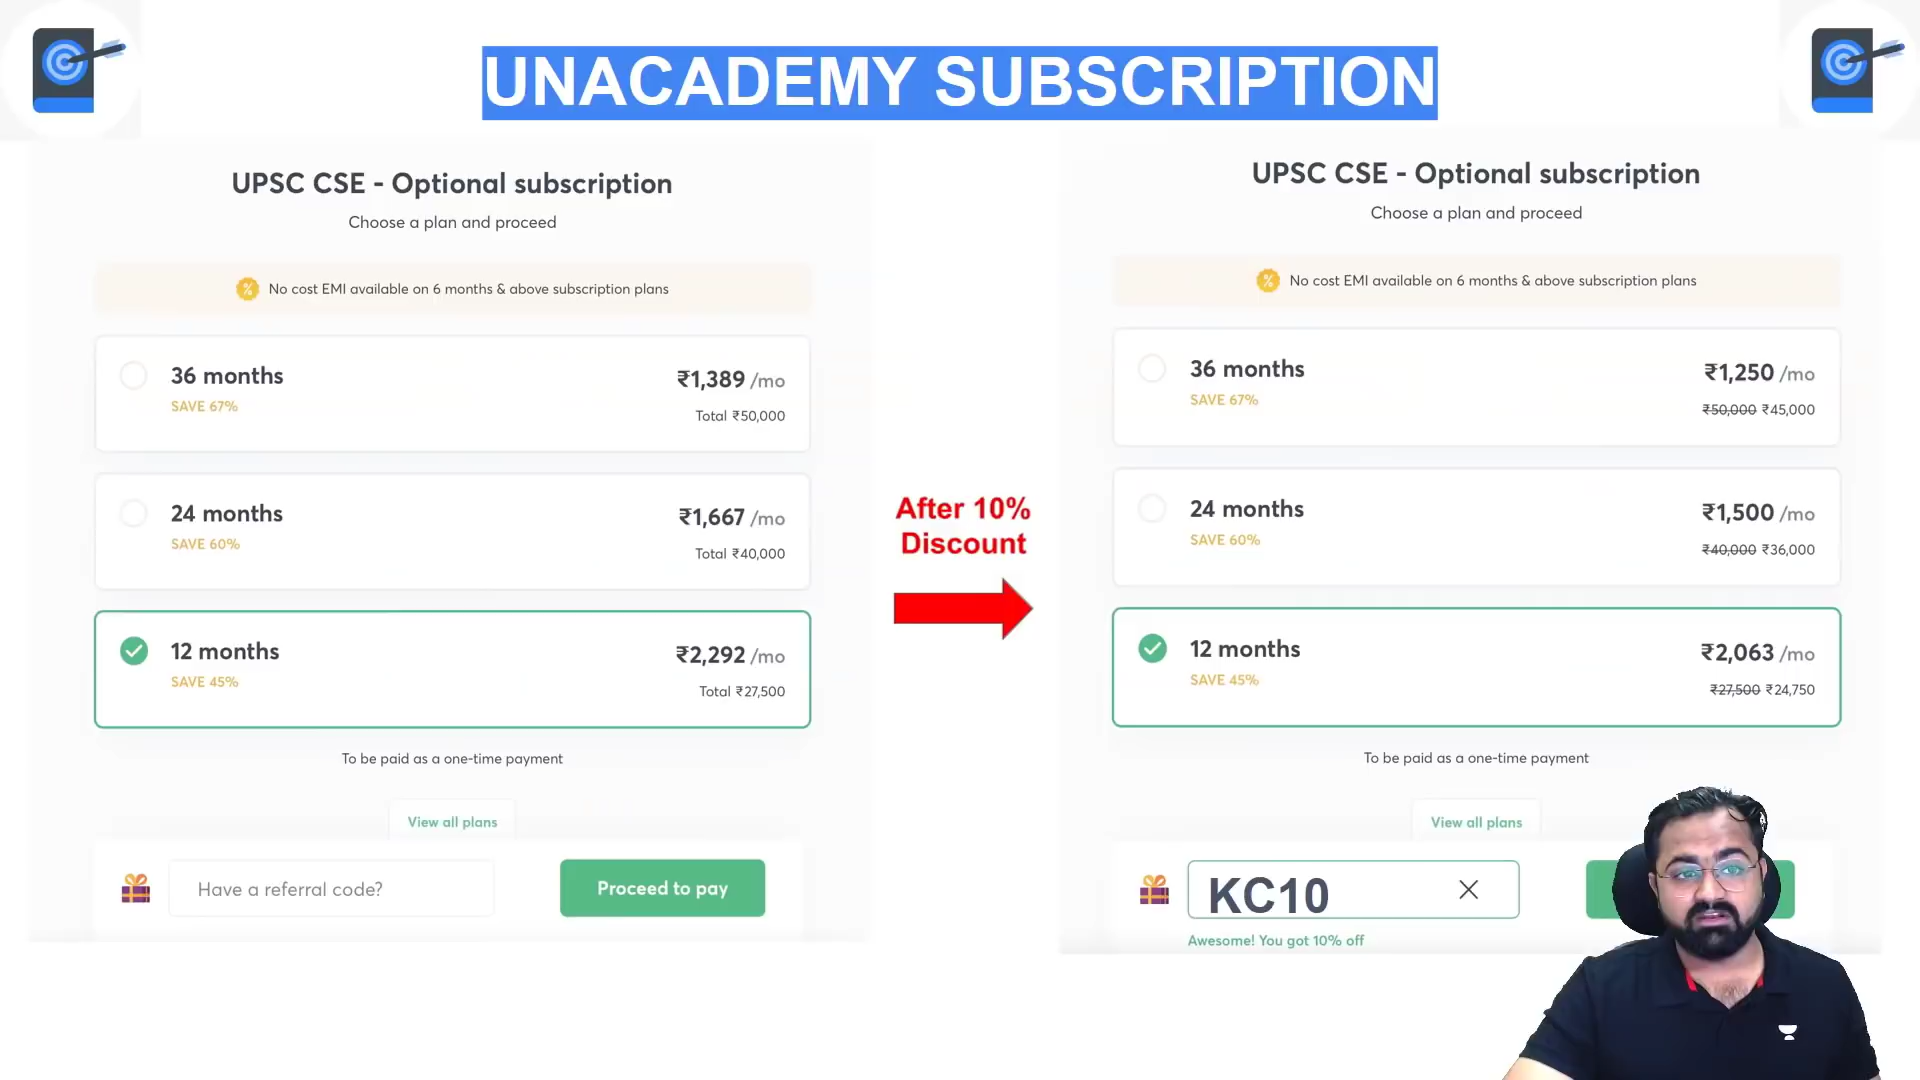 UNACADEMY SUBSCRIPTION
UPSC CSE - Optional subscription
Choose a plan and proceed
No cost EMI available on 6 months & above subscription plans
36 months
₹1,389 /mo
SAVE 67%
Total ₹50,000
24 months
₹1,667 /mo
SAVE 60%
Total ₹40,000
12 months
₹2,292 /mo
SAVE 45%
Total ₹27,500
To be paid as a one-time payment
View all plans
Have a referral code?
Proceed to pay
After 10%
Discount
UPSC CSE - Optional subscription
Choose a plan and proceed
No cost EMI available on 6 months & above subscription plans
36 months
₹1,250 /mo
SAVE 67%
₹50,000 ₹45,000
24 months
₹1,500 /mo
SAVE 60%
₹40,000 ₹36,000
12 months
₹2,063 /mo
SAVE 45%
₹27,500 ₹24,750
To be paid as a one-time payment
View all plans
KC10
Awesome! You got 10% off